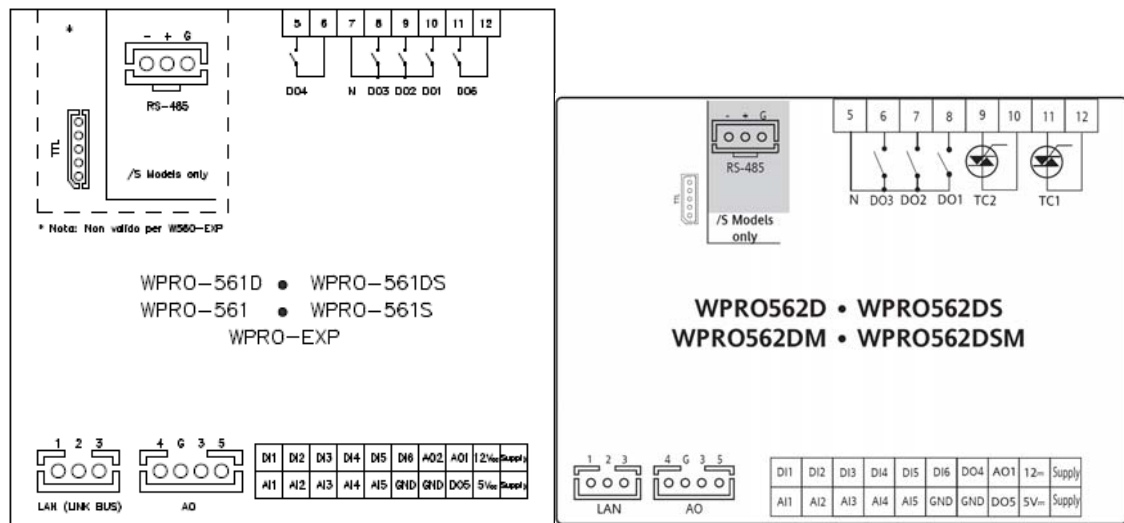 *
- + G
RS-485
TTL
/S Models only
* Nota: Non valido per W560-EXP
5 6 7 8 9 10 11 12
DO4 N DO3 DO2 DO1 DO6
WPRO-561D • WPRO-561DS
WPRO-561 • WPRO-561S
WPRO-EXP
1 2 3
LAN (LINK BUS)
4 G 3 5
AO
DI1 DI2 DI3 DI4 DI5 DI6 AO2 AO1 12Vcc Supply
AI1 AI2 AI3 AI4 AI5 GND GND DO5 5Vcc Supply
- + G
RS-485
TTL
/S Models
only
5 6 7 8 9 10 11 12
N DO3 DO2 DO1 TC2 TC1
WPRO562D • WPRO562DS
WPRO562DM • WPRO562DSM
1 2 3
LAN
4 G 3 5
AO
DI1 DI2 DI3 DI4 DI5 DI6 DO4 AO1 12⎓ Supply
AI1 AI2 AI3 AI4 AI5 GND GND DO5 5V⎓ Supply